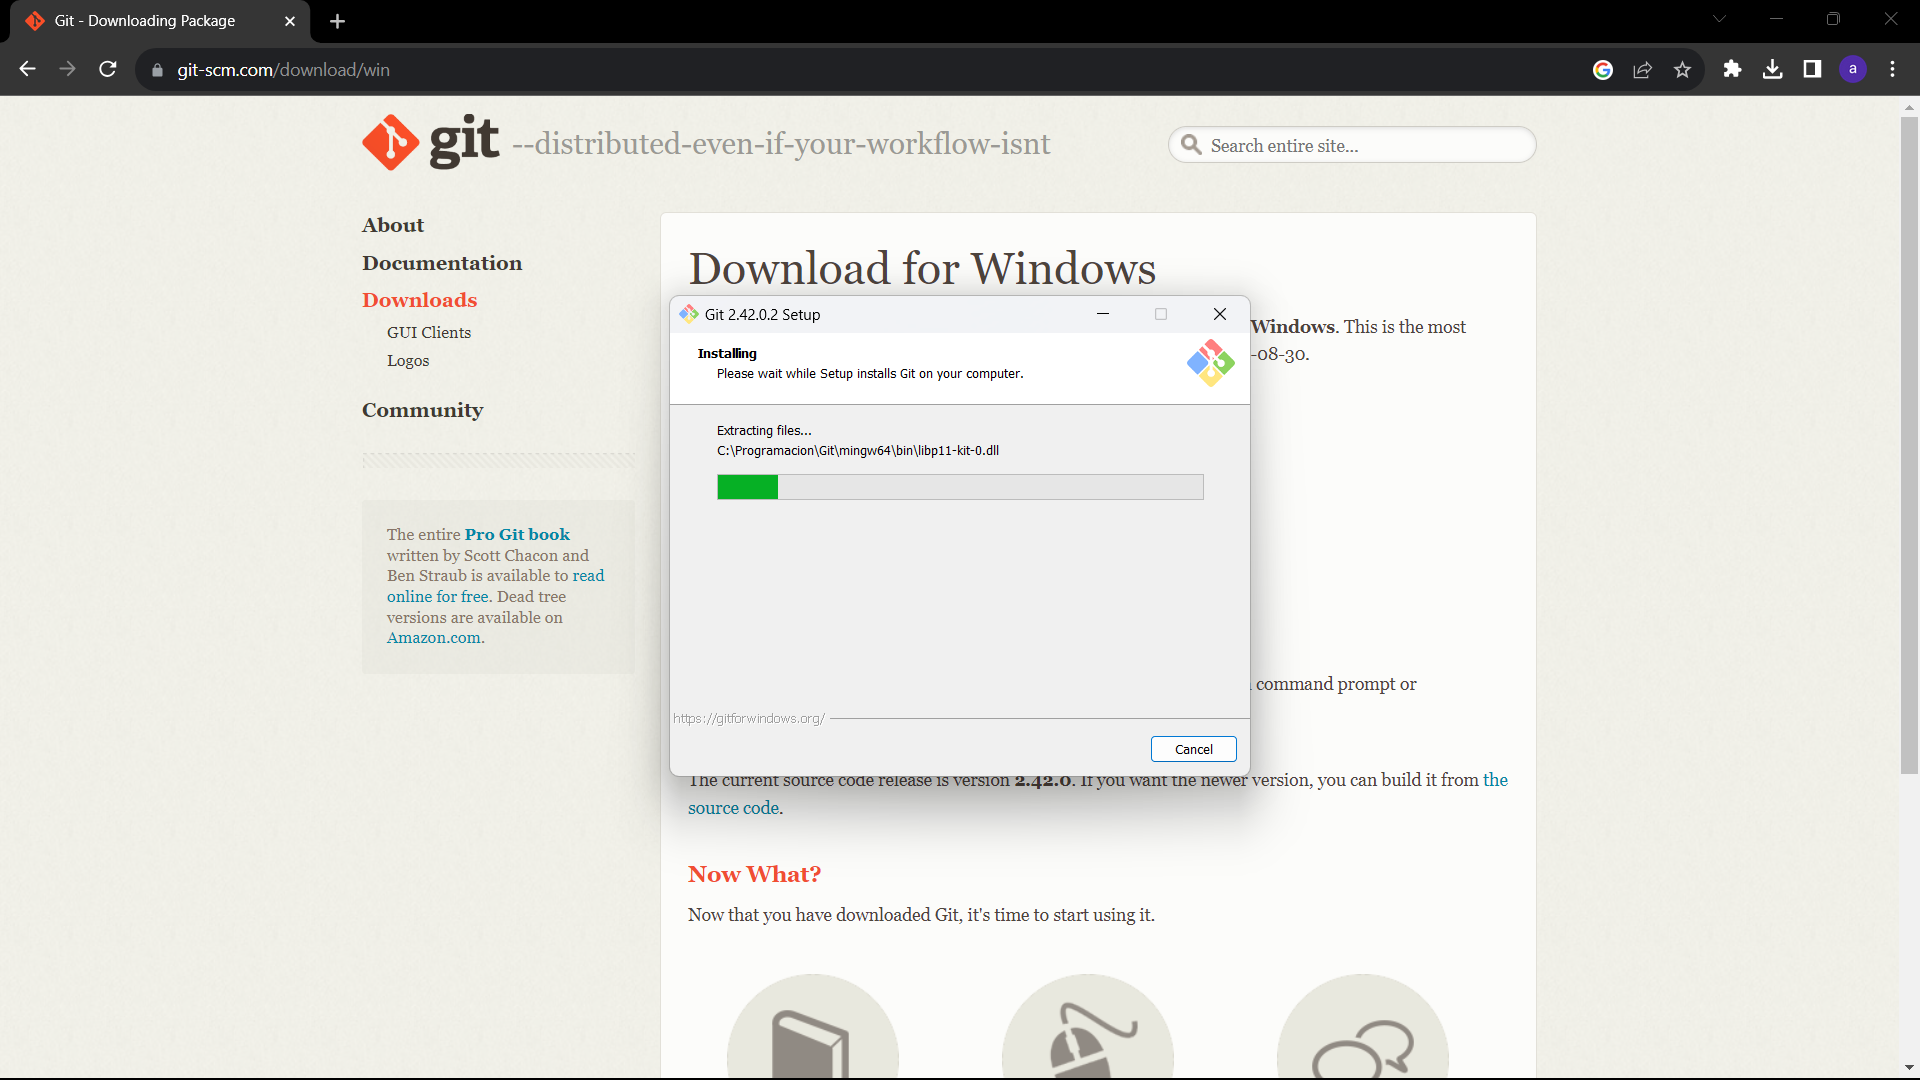 Git - Downloading Package
git-scm.com/download/win
a
git --distributed-even-if-your-workflow-isnt
Search entire site...
About
Documentation
Downloads
GUI Clients
Logos
Community
The entire Pro Git book
written by Scott Chacon and
Ben Straub is available to read
online for free. Dead tree
versions are available on
Amazon.com.
Download for Windows
Windows. This is the most
-08-30.
Git 2.42.0.2 Setup
Installing
Please wait while Setup installs Git on your computer.
Extracting files...
C:\Programacion\Git\mingw64\bin\libp11-kit-0.dll
https://gitforwindows.org/
Cancel
command prompt or
The current source code release is version 2.42.0. If you want the newer version, you can build it from the
source code.
Now What?
Now that you have downloaded Git, it's time to start using it.